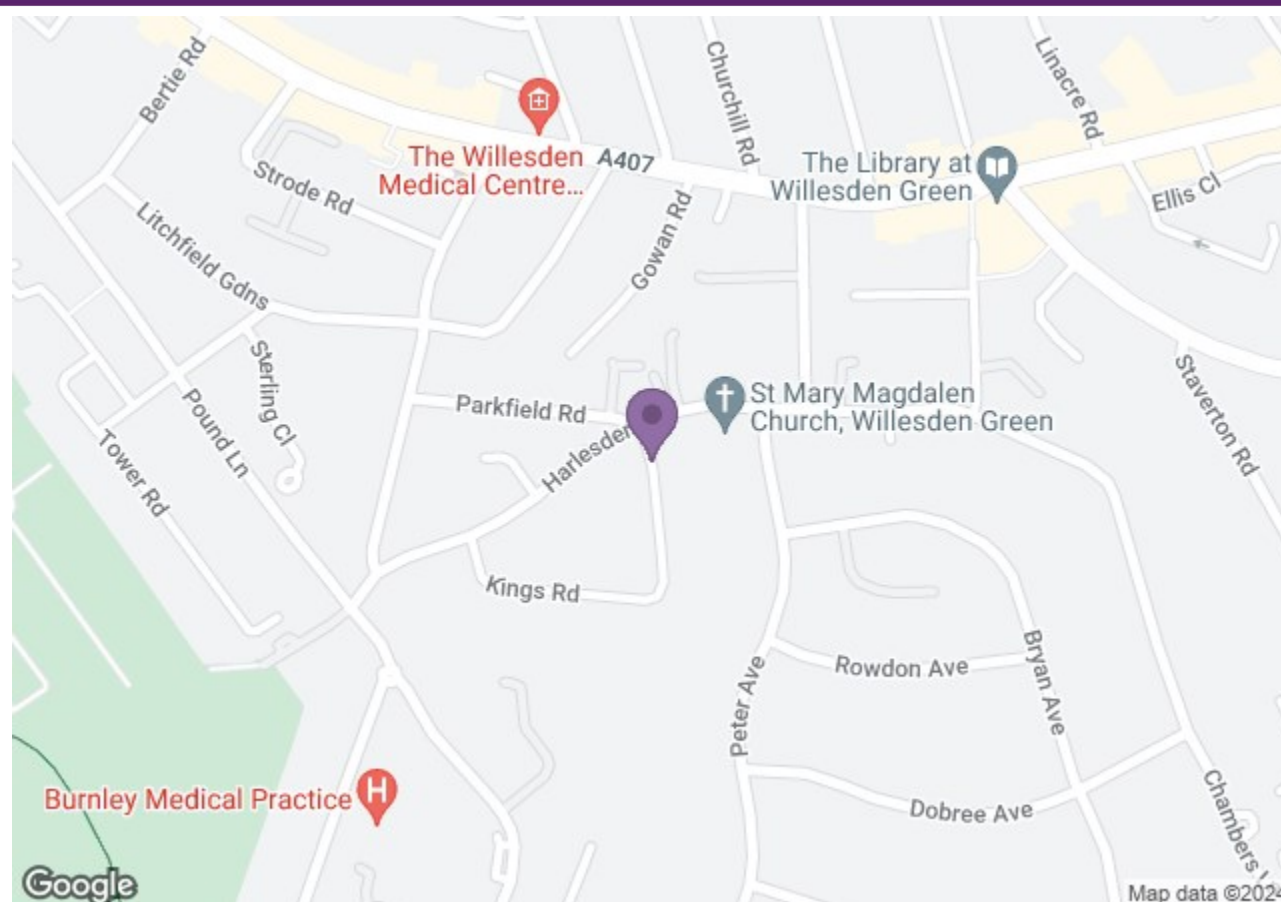 Bertie Rd
Churchill Rd
Linacre Rd
The Willesden
Medical Centre...
A407
The Library at
Willesden Green
Ellis Cl
Strode Rd
Litchfield Gdns
Gowan Rd
Sterling Cl
Staverton Rd
Parkfield Rd
St Mary Magdalen
Church, Willesden Green
Harlesden
Pound Ln
Tower Rd
Kings Rd
Bryan Ave
Rowdon Ave
Peter Ave
Burnley Medical Practice
H
Dobree Ave
Chambers
Google
Map data ©2024